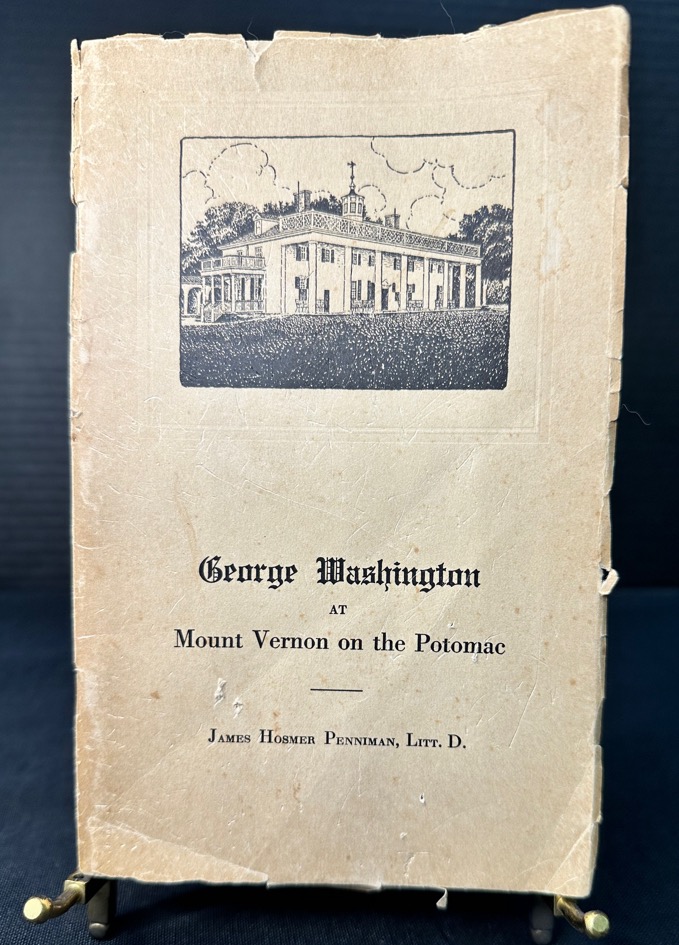 George Washington
AT
Mount Vernon on the Potomac
James Hosmer Penniman, Litt. D.